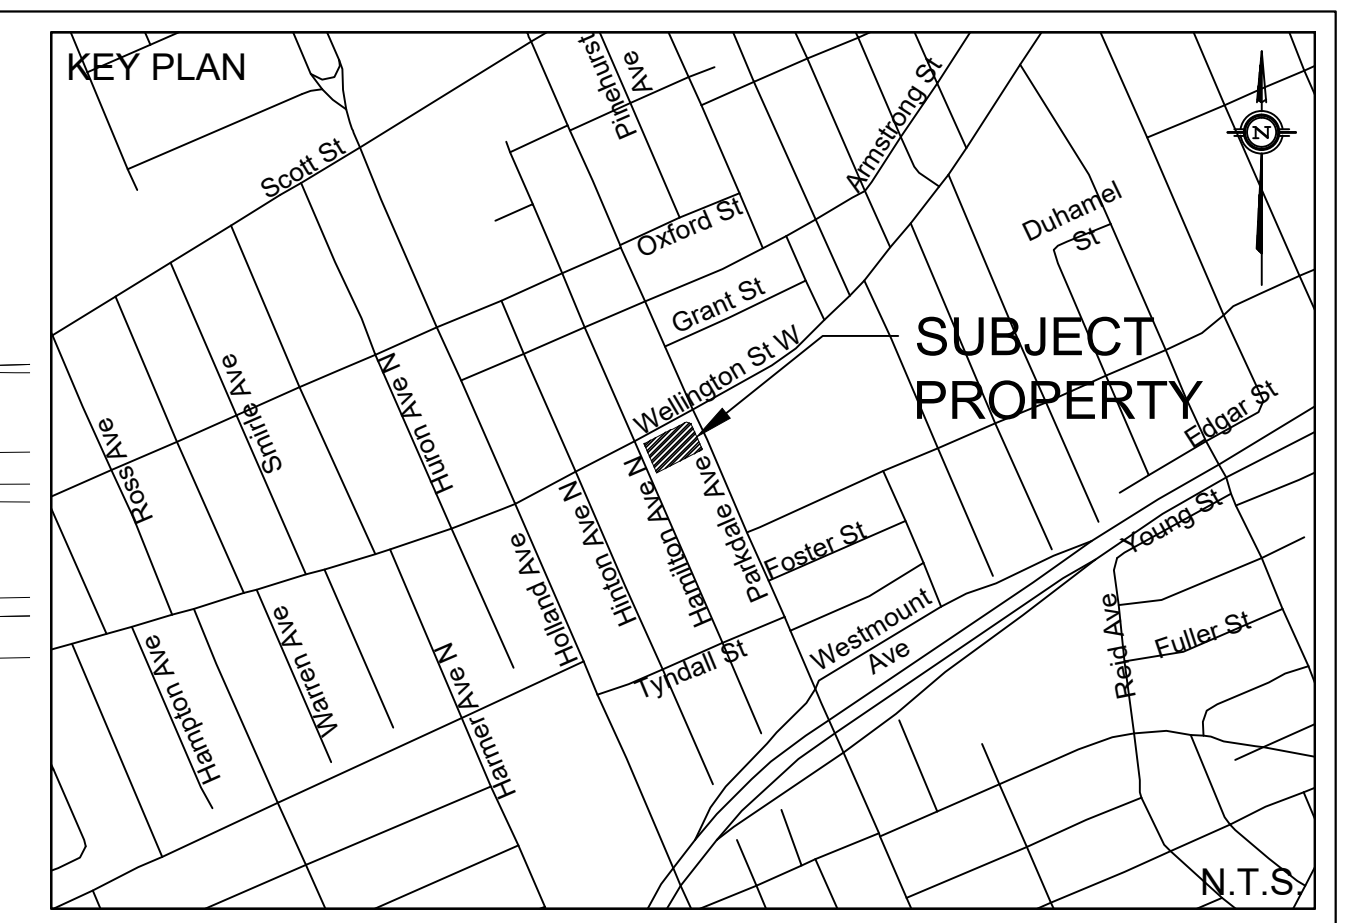 KEY PLAN
Pinehurst
Ave
Armstrong St
N
Scott St
Duhamel
St
Oxford St
Grant St
Wellington St W
SUBJECT
PROPERTY
Edgar St
Smirle Ave
Huron Ave N
Ross Ave
Hinton Ave N
Hamilton Ave N
Parkdale Ave
Holland Ave
Foster St
Young St
Westmount
Ave
Reid Ave
Fuller St
Tyndall St
Hampton Ave
Warren Ave
Harmer Ave N
N.T.S.